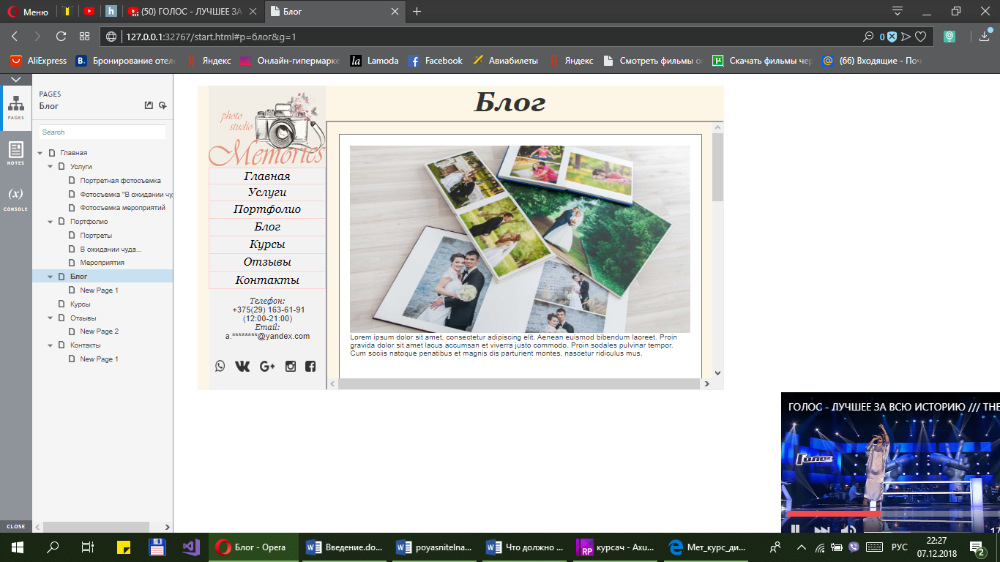 Меню
(50) ГОЛОС - ЛУЧШЕЕ ЗА
Блог
127.0.0.1:32767/start.html#p=блог&g=1
0
AliExpress
Бронирование отеле
Яндекс
Онлайн-гипермарке
Lamoda
Facebook
Авиабилеты
Яндекс
Смотреть фильмы о
Скачать фильмы чер
(66) Входящие - Поч
PAGES
NOTES
(x)
CONSOLE
CLOSE
PAGES
Блог
Search
Главная
Услуги
Портретная фотосъемка
Фотосъемка "В ожидании чу
Фотосъемка мероприятий
Портфолио
Портреты
В ожидании чуда...
Мероприятия
Блог
New Page 1
Курсы
Отзывы
New Page 2
Контакты
New Page 1
photo
studio
Memories
Главная
Услуги
Портфолио
Блог
Курсы
Отзывы
Контакты
Телефон:
+375(29) 163-61-91
(12:00-21:00)
Email:
a.********@yandex.com
Блог
Lorem ipsum dolor sit amet, consectetur adipiscing elit. Aenean euismod bibendum laoreet. Proin
gravida dolor sit amet lacus accumsan et viverra justo commodo. Proin sodales pulvinar tempor.
Cum sociis natoque penatibus et magnis dis parturient montes, nascetur ridiculus mus.
ГОЛОС - ЛУЧШЕЕ ЗА ВСЮ ИСТОРИЮ /// THE
Голос
Блог - Opera
Введение.do...
poyasnitelna...
Что должно ...
RP
курсач - Axu...
Мет_курс_ди...
РУС
22:27
07.12.2018
2